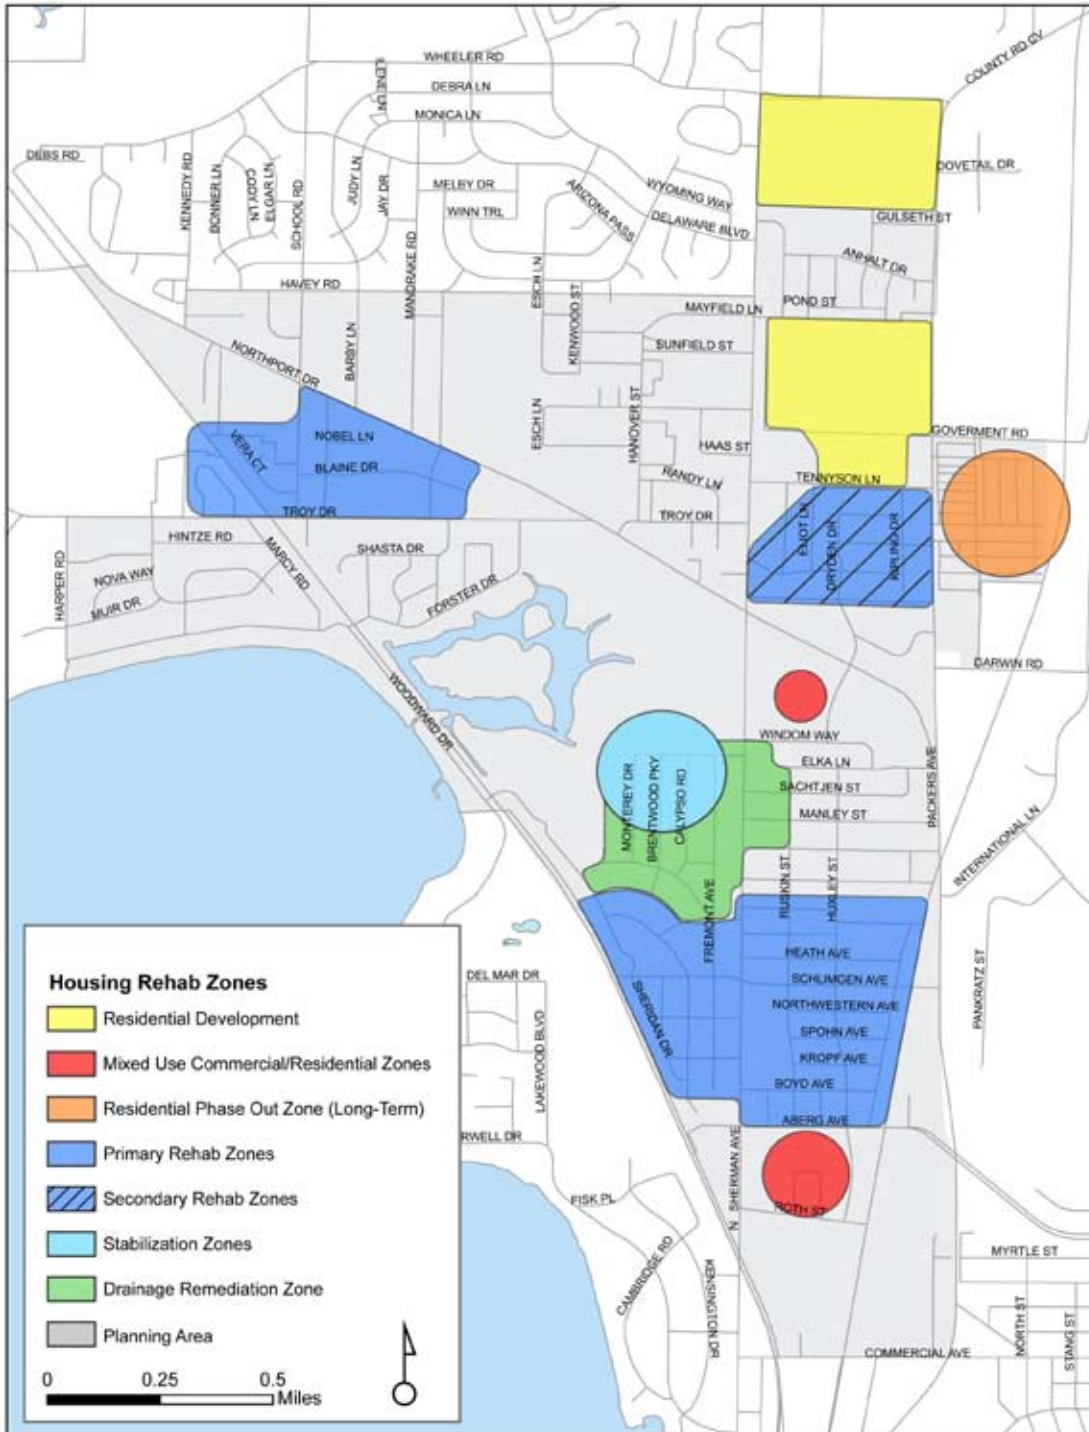 WHEELER RD
COUNTY RD CV
ILENE LN
DEBRA LN
MONICA LN
DEBS RD
KENNEDY RD
BONNER LN
CODY LN
ELGAR LN
SCHOOL RD
JUDY LN
JAY DR
MELBY DR
WINN TRL
ARIZONA PASS
WYOMING WAY
DELAWARE BLVD
DOVETAIL DR
GULSETH ST
ANHALT DR
MANDRAKE RD
HAVEY RD
ESCH LN
KENWOOD ST
MAYFIELD LN
POND ST
SUNFIELD ST
NORTHPORT DR
BARBY LN
NOBEL LN
VERA CT
BLAINE DR
TROY DR
ESCH LN
HANOVER ST
HAAS ST
GOVERMENT RD
RANDY LN
TENNYSON LN
TROY DR
ELIOT DR
DRYDEN DR
KIPLING DR
HINTZE RD
MARCY RD
SHASTA DR
HARPER RD
NOVA WAY
MUIR DR
FORSTER DR
DARWIN RD
WOODWARD DR
WINDOM WAY
ELKA LN
SACHTJEN ST
MANLEY ST
PACKERS AVE
MONTEREY DR
BRENTWOOD PKY
CALYPSO RD
INTERNATIONAL LN
RUSKIN ST
HUXLEY ST
FREMONT AVE
HEATH AVE
SCHLIMGEN AVE
NORTHWESTERN AVE
SPOHN AVE
KROPF AVE
BOYD AVE
ABERG AVE
PANKRATZ ST
SHERIDAN DR
DEL MAR DR
LAKEWOOD BLVD
RWELL DR
N SHERMAN AVE
ROTH ST
FISK PL
CAMBRIDGE RD
KENSINGTON DR
MYRTLE ST
NORTH ST
STANG ST
COMMERCIAL AVE
Housing Rehab Zones
Residential Development
Mixed Use Commercial/Residential Zones
Residential Phase Out Zone (Long-Term)
Primary Rehab Zones
Secondary Rehab Zones
Stabilization Zones
Drainage Remediation Zone
Planning Area
0 0.25 0.5
Miles